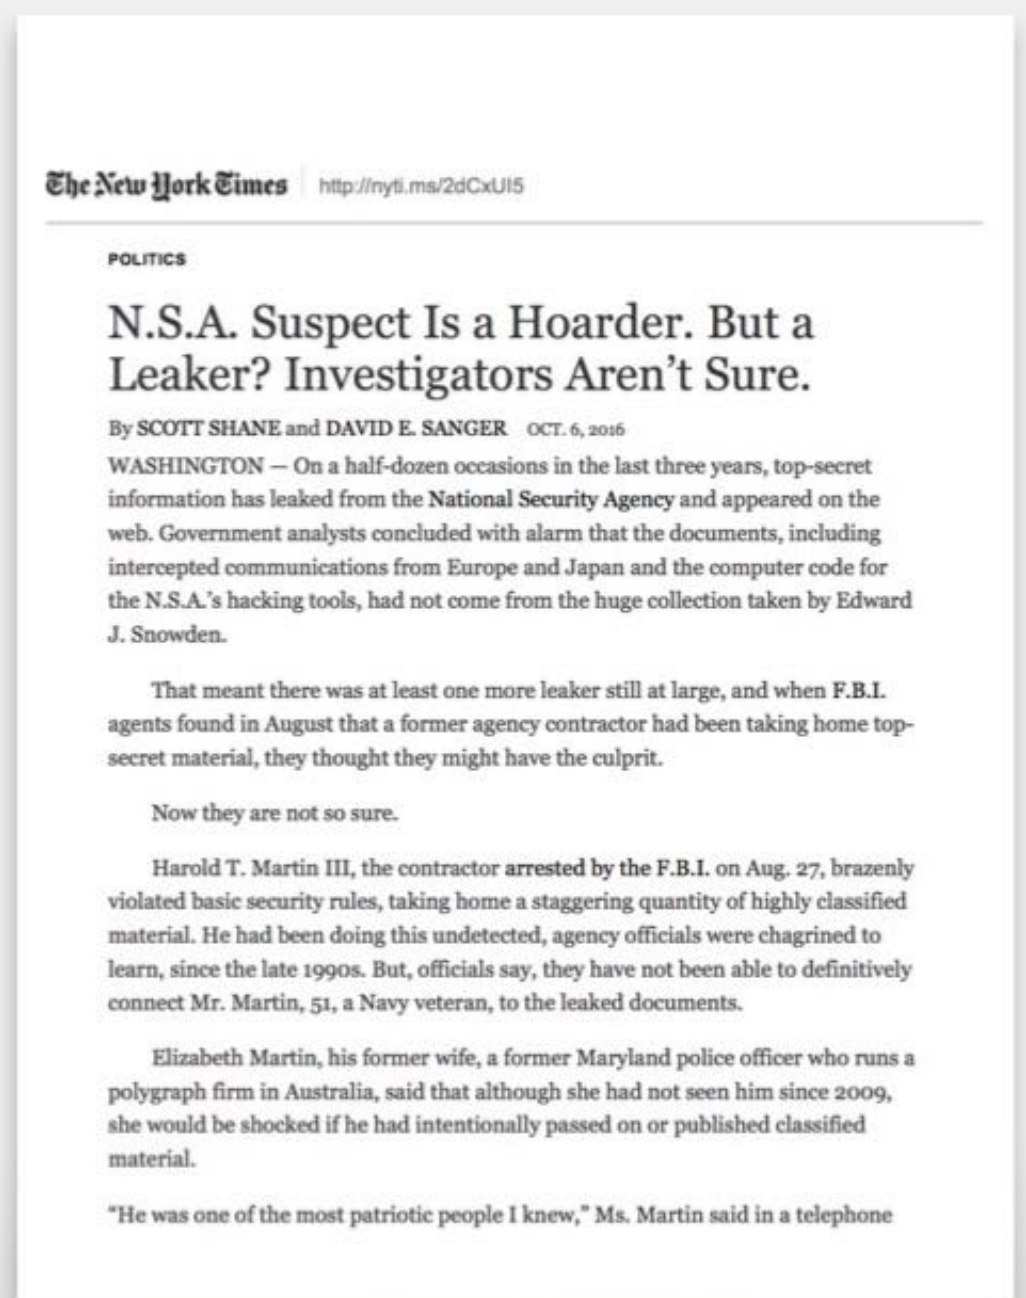 The New York Times http://nyti.ms/2dCxUI5
POLITICS
N.S.A. Suspect Is a Hoarder. But a
Leaker? Investigators Aren't Sure.
By SCOTT SHANE and DAVID E. SANGER OCT. 6, 2016
WASHINGTON — On a half-dozen occasions in the last three years, top-secret
information has leaked from the National Security Agency and appeared on the
web. Government analysts concluded with alarm that the documents, including
intercepted communications from Europe and Japan and the computer code for
the N.S.A.'s hacking tools, had not come from the huge collection taken by Edward
J. Snowden.
That meant there was at least one more leaker still at large, and when F.B.I.
agents found in August that a former agency contractor had been taking home top-
secret material, they thought they might have the culprit.
Now they are not so sure.
Harold T. Martin III, the contractor arrested by the F.B.I. on Aug. 27, brazenly
violated basic security rules, taking home a staggering quantity of highly classified
material. He had been doing this undetected, agency officials were chagrined to
learn, since the late 1990s. But, officials say, they have not been able to definitively
connect Mr. Martin, 51, a Navy veteran, to the leaked documents.
Elizabeth Martin, his former wife, a former Maryland police officer who runs a
polygraph firm in Australia, said that although she had not seen him since 2009,
she would be shocked if he had intentionally passed on or published classified
material.
“He was one of the most patriotic people I knew,” Ms. Martin said in a telephone